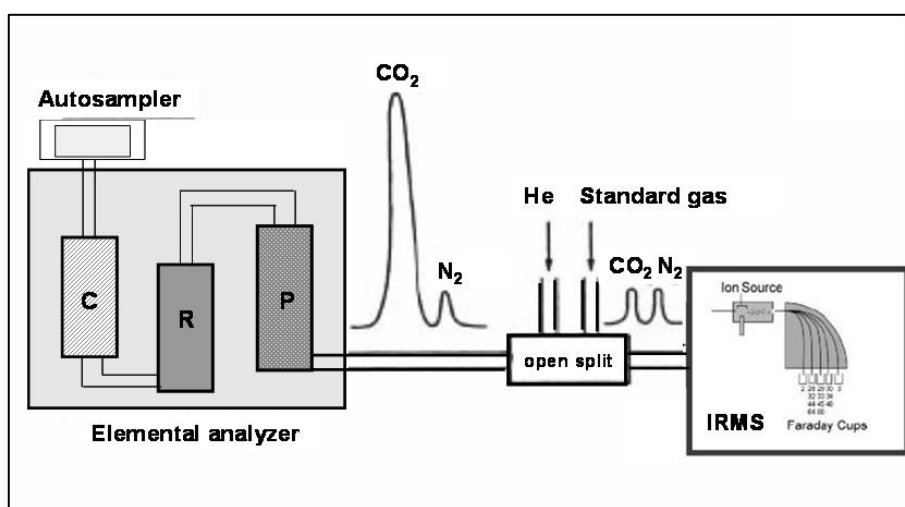 CO2
Autosampler
He Standard gas
N2
CO2 N2
Ion Source
C
R
P
open split
IRMS
Faraday Cups
Elemental analyzer